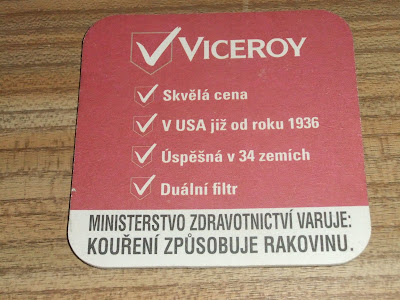 VICEROY
Skvělá cena
V USA již od roku 1936
Úspěšná v 34 zemích
Duální filtr
MINISTERSTVO ZDRAVOTNICTVÍ VARUJE:
KOUŘENÍ ZPŮSOBUJE RAKOVINU.